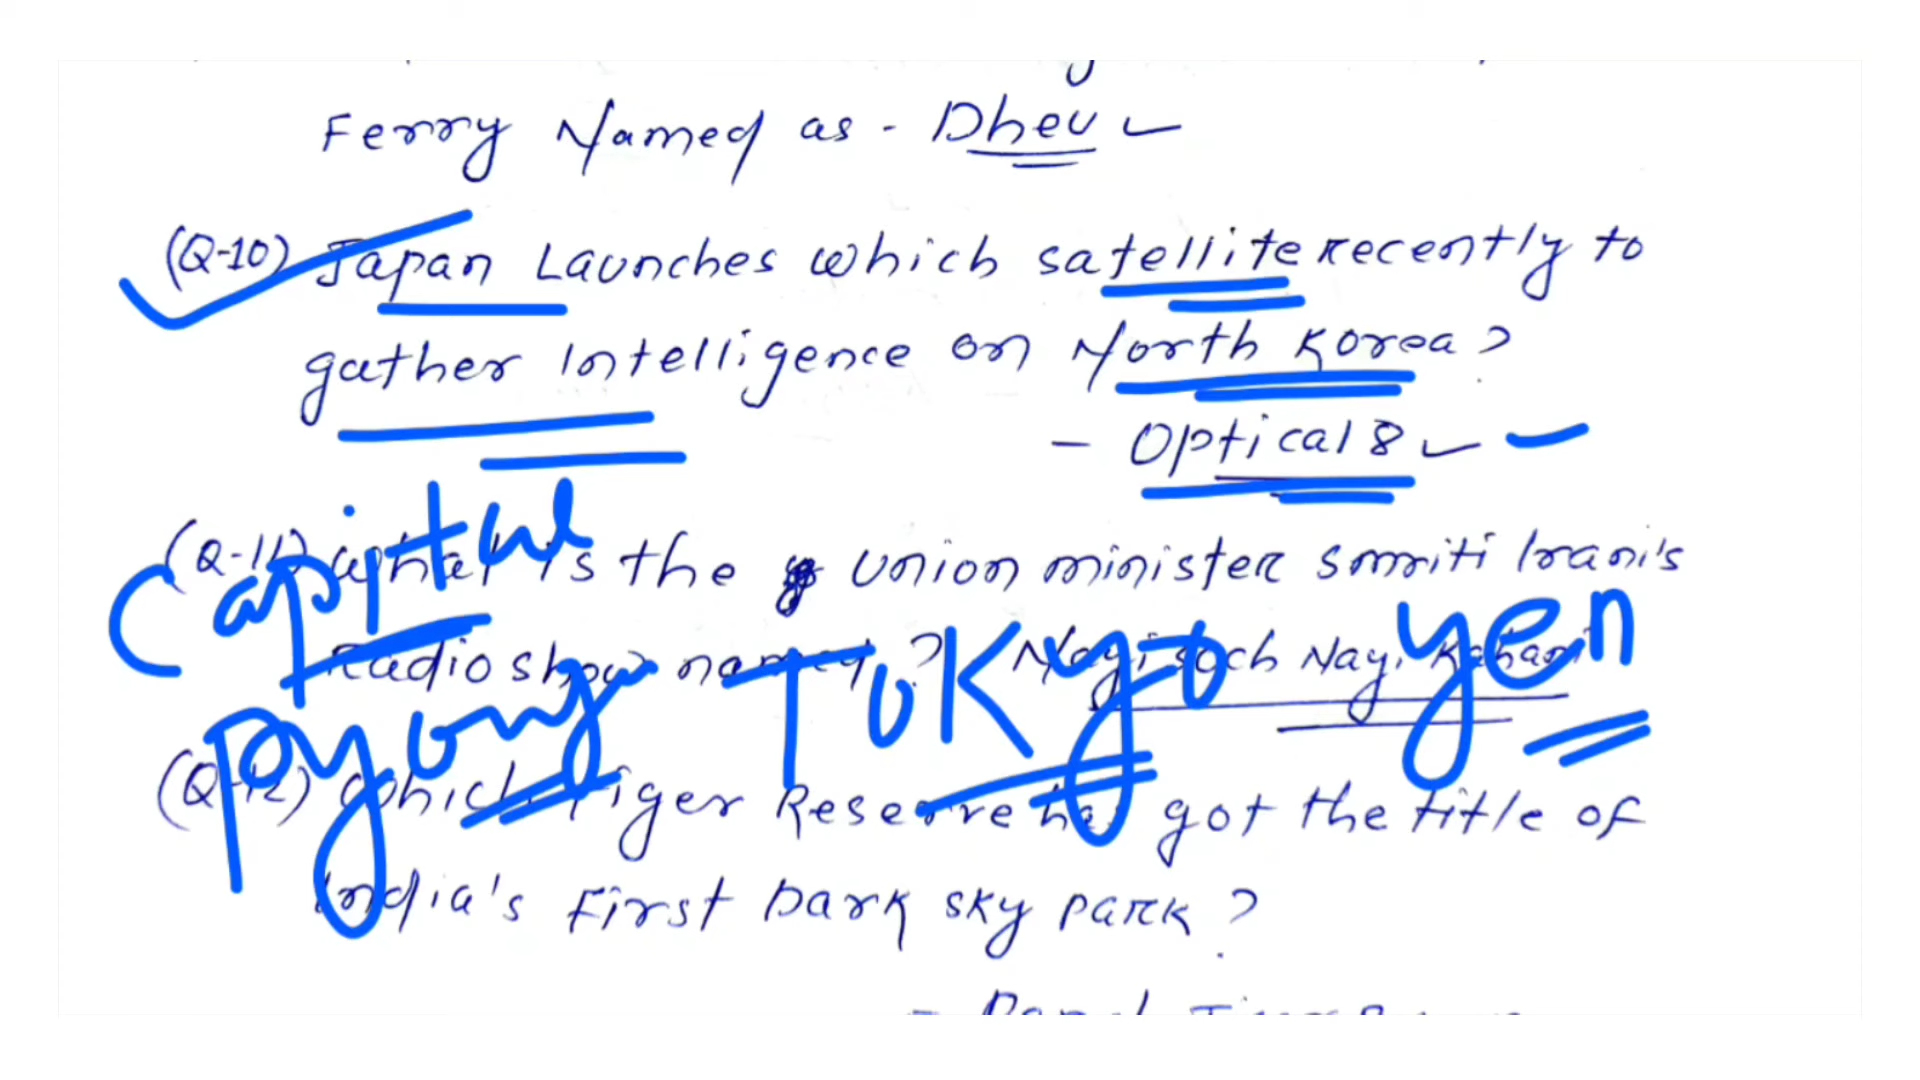 Ferry Named as - Dheu
(Q-10) Japan Launches which satellite recently to
gather Intelligence on North Korea?
- Optical 8
Capital
(Q-11) what is the Union minister smriti Irani's
Radio show named? Nayi soch Nayi Kahani
Pyong Tokyo yen
(Q-12) which Tiger Reserve has got the title of
India's First Dark sky park?